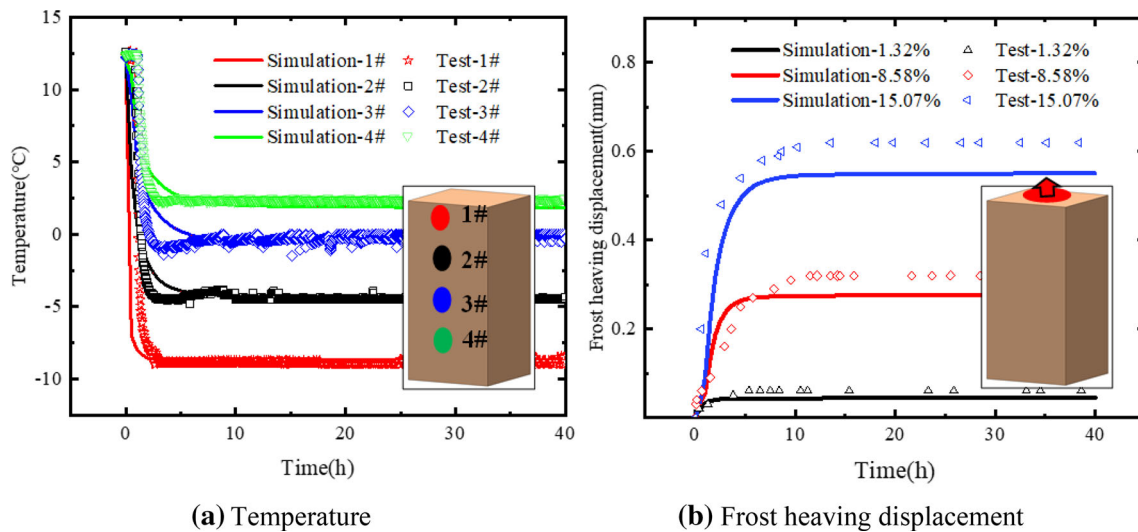 15
10
5
0
-5
-10
Temperature(℃)
Simulation-1# Test-1#
Simulation-2# Test-2#
Simulation-3# Test-3#
Simulation-4# Test-4#
1#
2#
3#
4#
0 10 20 30 40
Time(h)
(a) Temperature
0.8
0.6
0.4
0.2
Frost heaving displacement(mm)
Simulation-1.32% Test-1.32%
Simulation-8.58% Test-8.58%
Simulation-15.07% Test-15.07%
0 10 20 30 40
Time(h)
(b) Frost heaving displacement